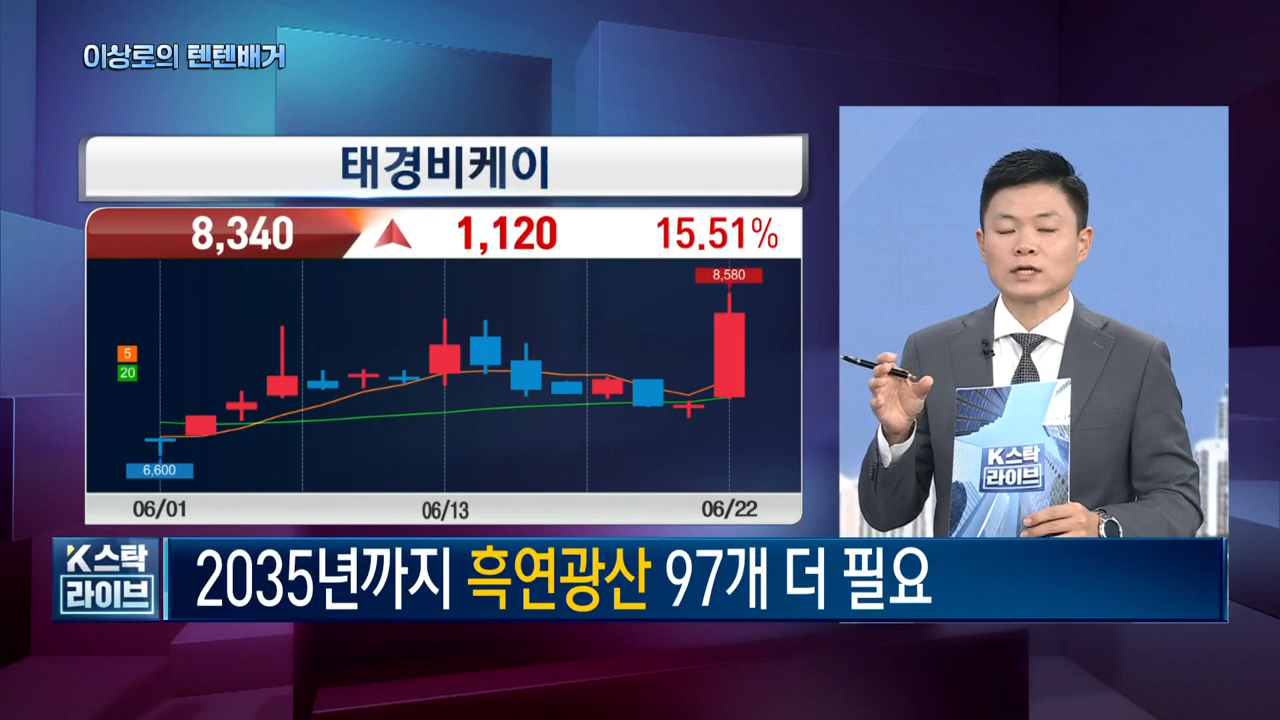 이상로의 텐텐배거
태경비케이
8,340 1,120 15.51%
8,580
5
20
6,600
06/01 06/13 06/22
K스탁
라이브
K스탁
라이브
2035년까지 흑연광산 97개 더 필요